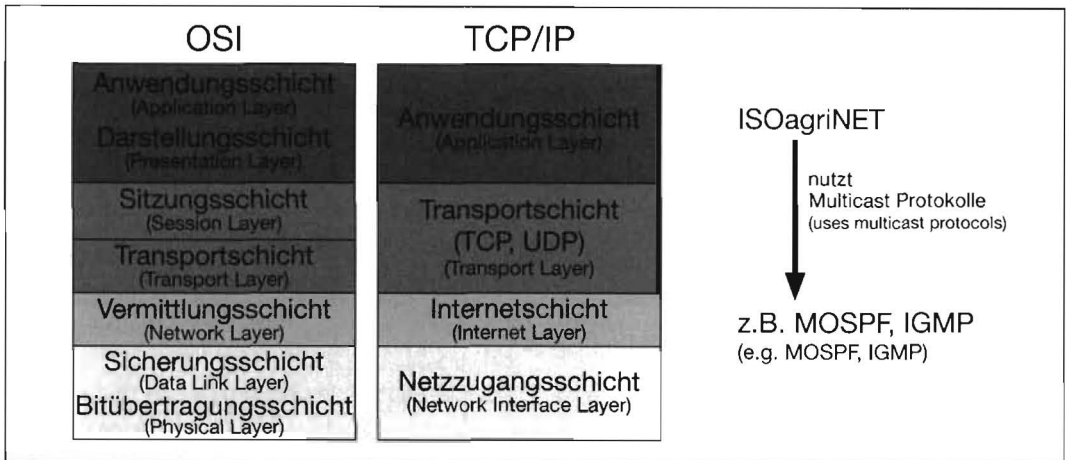 OSI
Anwendungsschicht
(Application Layer)
Darstellungsschicht
(Presentation Layer)
Sitzungsschicht
(Session Layer)
Transportschicht
(Transport Layer)
Vermittlungsschicht
(Network Layer)
Sicherungsschicht
(Data Link Layer)
Bitübertragungsschicht
(Physical Layer)
TCP/IP
Anwendungsschicht
(Application Layer)
Transportschicht
(TCP, UDP)
(Transport Layer)
Internetschicht
(Internet Layer)
Netzzugangsschicht
(Network Interface Layer)
ISOagriNET
nutzt
Multicast Protokolle
(uses multicast protocols)
z.B. MOSPF, IGMP
(e.g. MOSPF, IGMP)